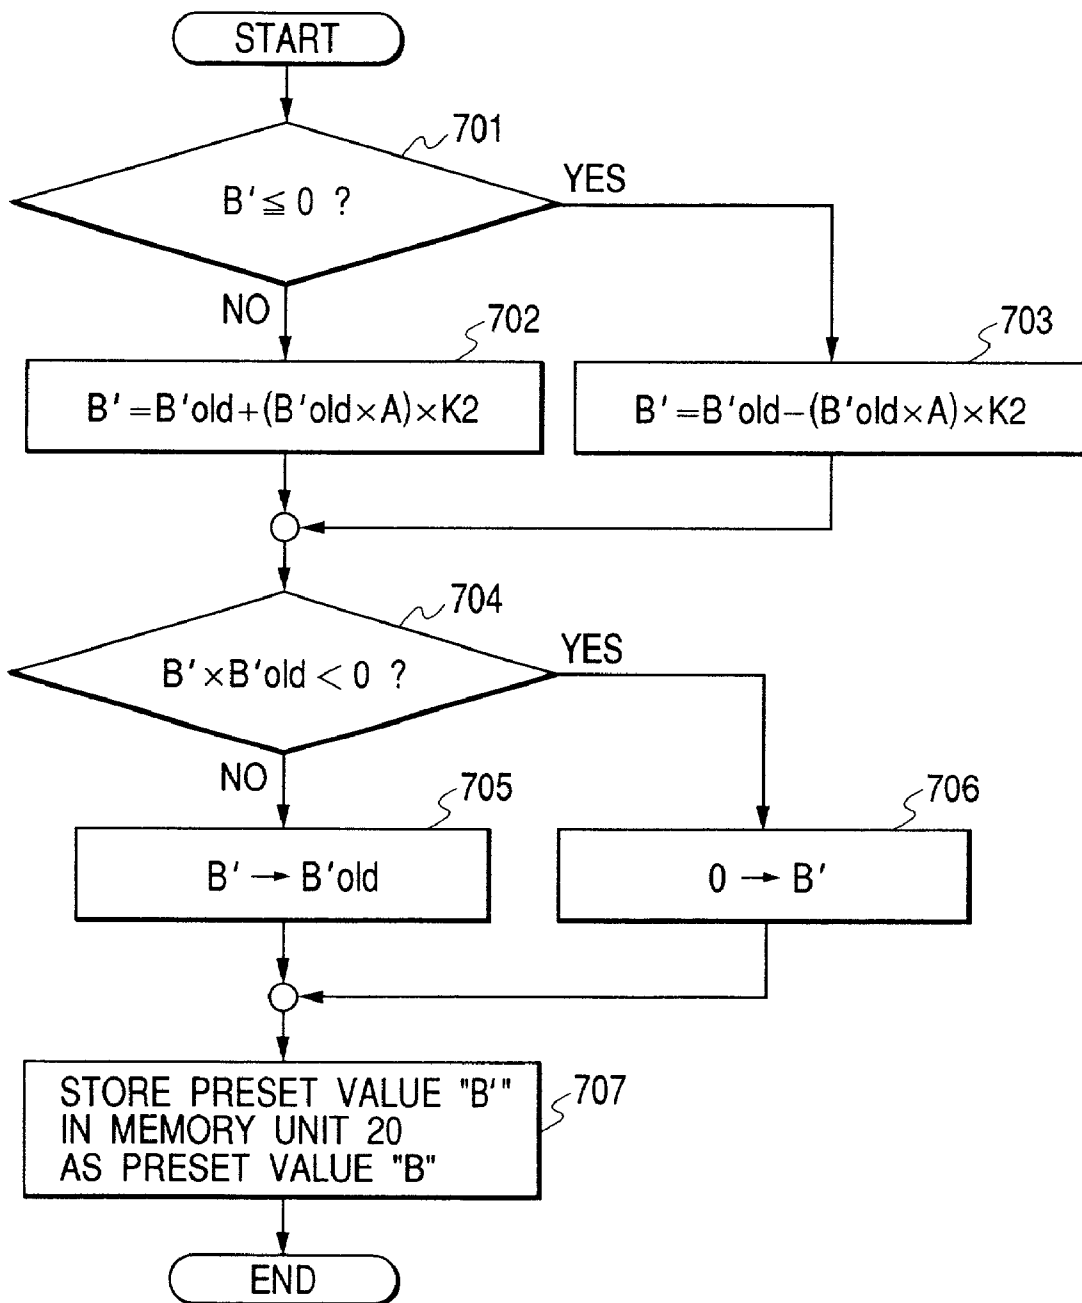 START
701
B' ≦ 0 ?
YES
NO
702
703
B' =B'old+(B'old×A)×K2
B' =B'old−(B'old×A)×K2
704
B' ×B'old < 0 ?
YES
NO
705
706
B' → B'old
0 → B'
STORE PRESET VALUE "B'"
IN MEMORY UNIT 20
AS PRESET VALUE "B"
707
END